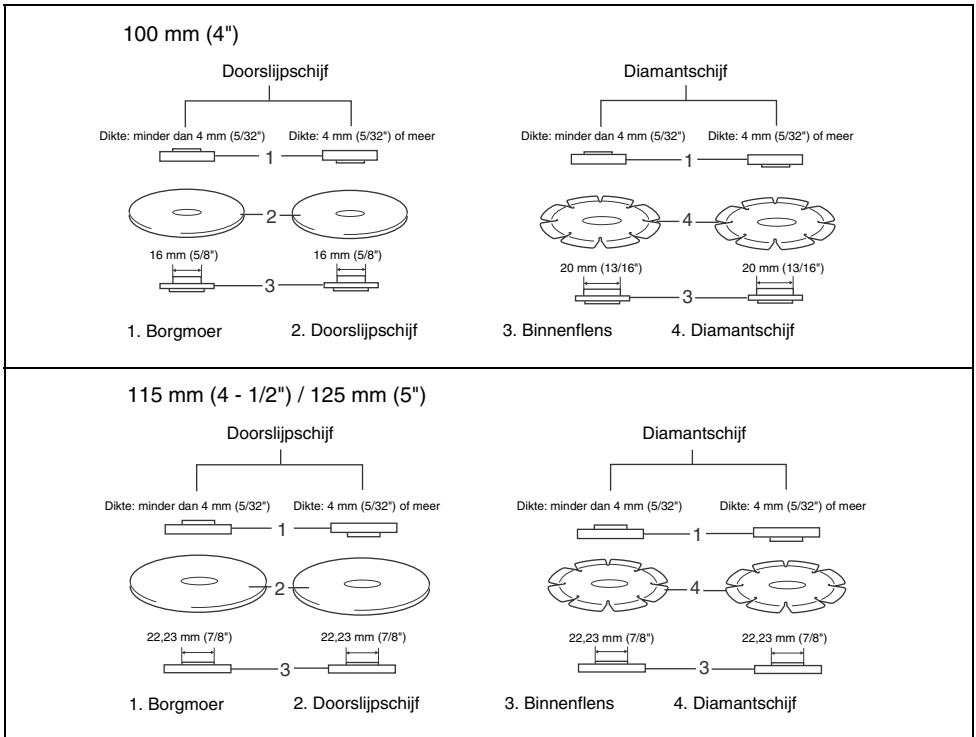 100 mm (4")
Doorslijpschijf
Diamantschijf
Dikte: minder dan 4 mm (5/32") Dikte: 4 mm (5/32") of meer
Dikte: minder dan 4 mm (5/32") Dikte: 4 mm (5/32") of meer
1
1
2
4
16 mm (5/8") 16 mm (5/8")
20 mm (13/16") 20 mm (13/16")
3
3
1. Borgmoer 2. Doorslijpschijf 3. Binnenflens 4. Diamantschijf
115 mm (4 - 1/2") / 125 mm (5")
Doorslijpschijf
Diamantschijf
Dikte: minder dan 4 mm (5/32") Dikte: 4 mm (5/32") of meer
Dikte: minder dan 4 mm (5/32") Dikte: 4 mm (5/32") of meer
1
1
2
4
22,23 mm (7/8") 22,23 mm (7/8")
22,23 mm (7/8") 22,23 mm (7/8")
3
3
1. Borgmoer 2. Doorslijpschijf 3. Binnenflens 4. Diamantschijf